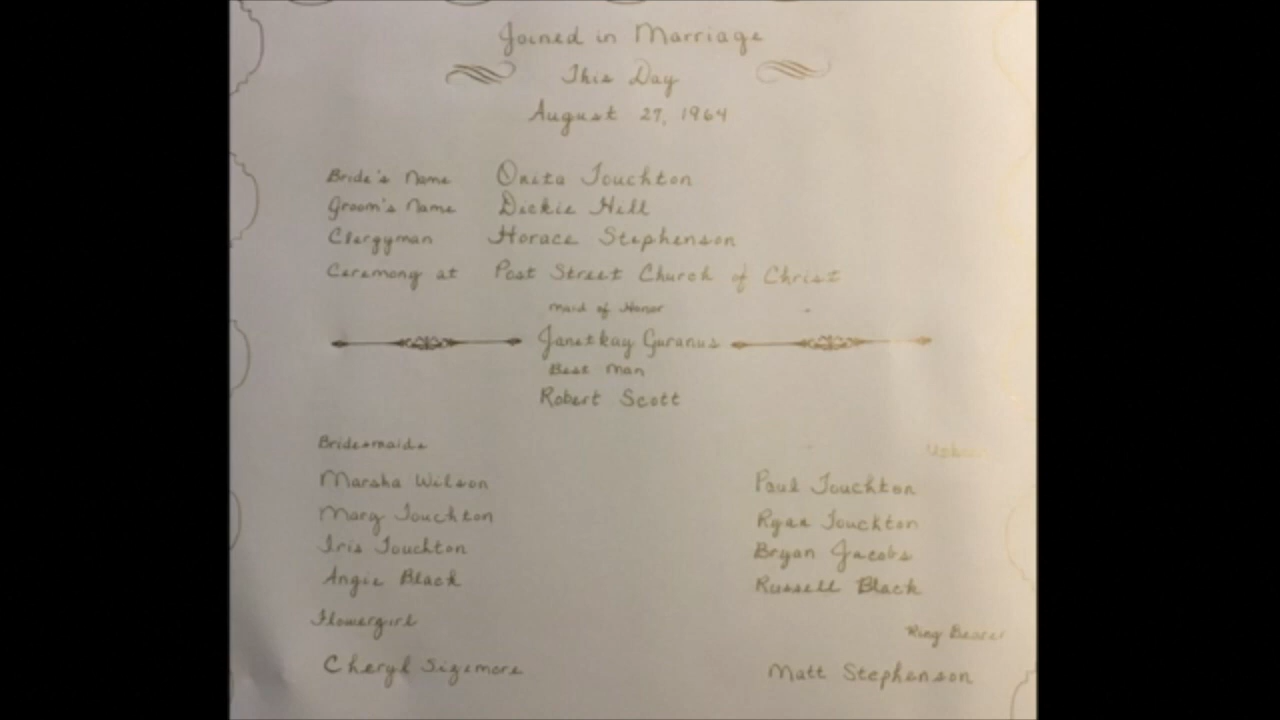 Joined in Marriage
This Day
August 27, 1964
Bride's Name Onita Touchton
Groom's Name Dickie Hill
Clergyman Horace Stephenson
Ceremony at Post Street Church of Christ
Maid of Honor
Janetkay Guranus
Best Man
Robert Scott
Bridesmaids
Marsha Wilson Paul Touchton
Mary Touchton Ryan Touchton
Iris Touchton Bryan Jacobs
Angie Black Russell Black
Flowergirl Ring Bearer
Cheryl Sizemore Matt Stephenson